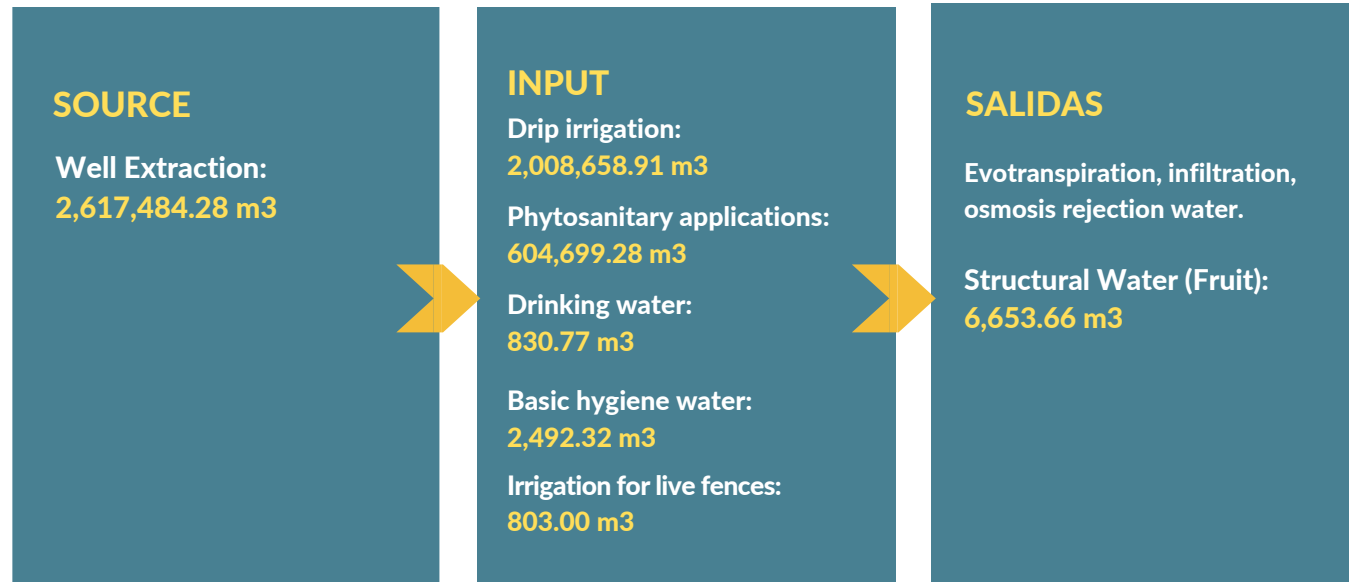 SOURCE
Well Extraction:
2,617,484.28 m3
INPUT
Drip irrigation:
2,008,658.91 m3
Phytosanitary applications:
604,699.28 m3
Drinking water:
830.77 m3
Basic hygiene water:
2,492.32 m3
Irrigation for live fences:
803.00 m3
SALIDAS
Evotranspiration, infiltration,
osmosis rejection water.
Structural Water (Fruit):
6,653.66 m3